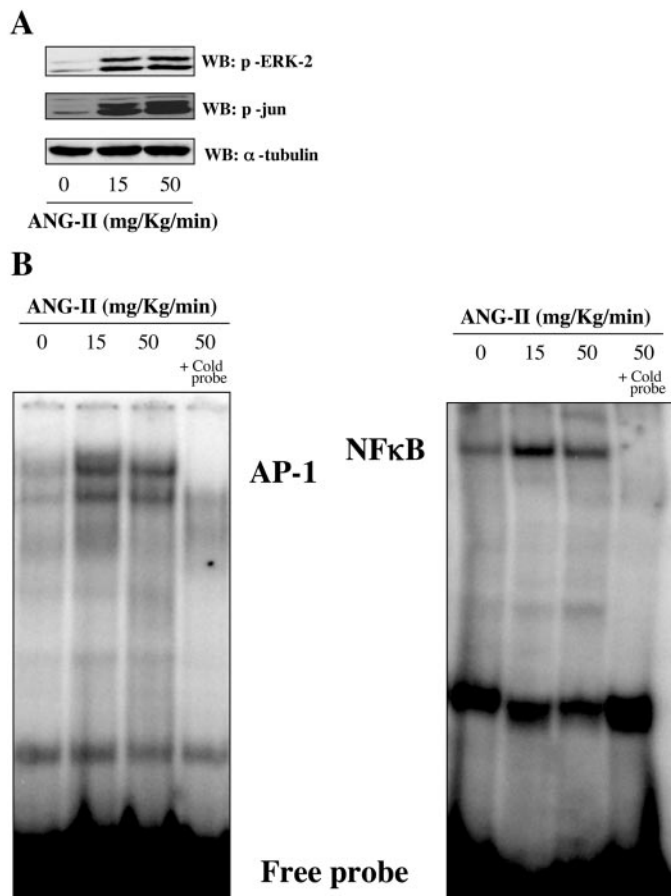 A
WB: p -ERK-2
WB: p -jun
WB: α -tubulin
0 15 50
ANG-II (mg/Kg/min)
B
ANG-II (mg/Kg/min)
0 15 50 50
+ Cold
probe
AP-1
ANG-II (mg/Kg/min)
0 15 50 50
+ Cold
probe
NFκB
Free probe